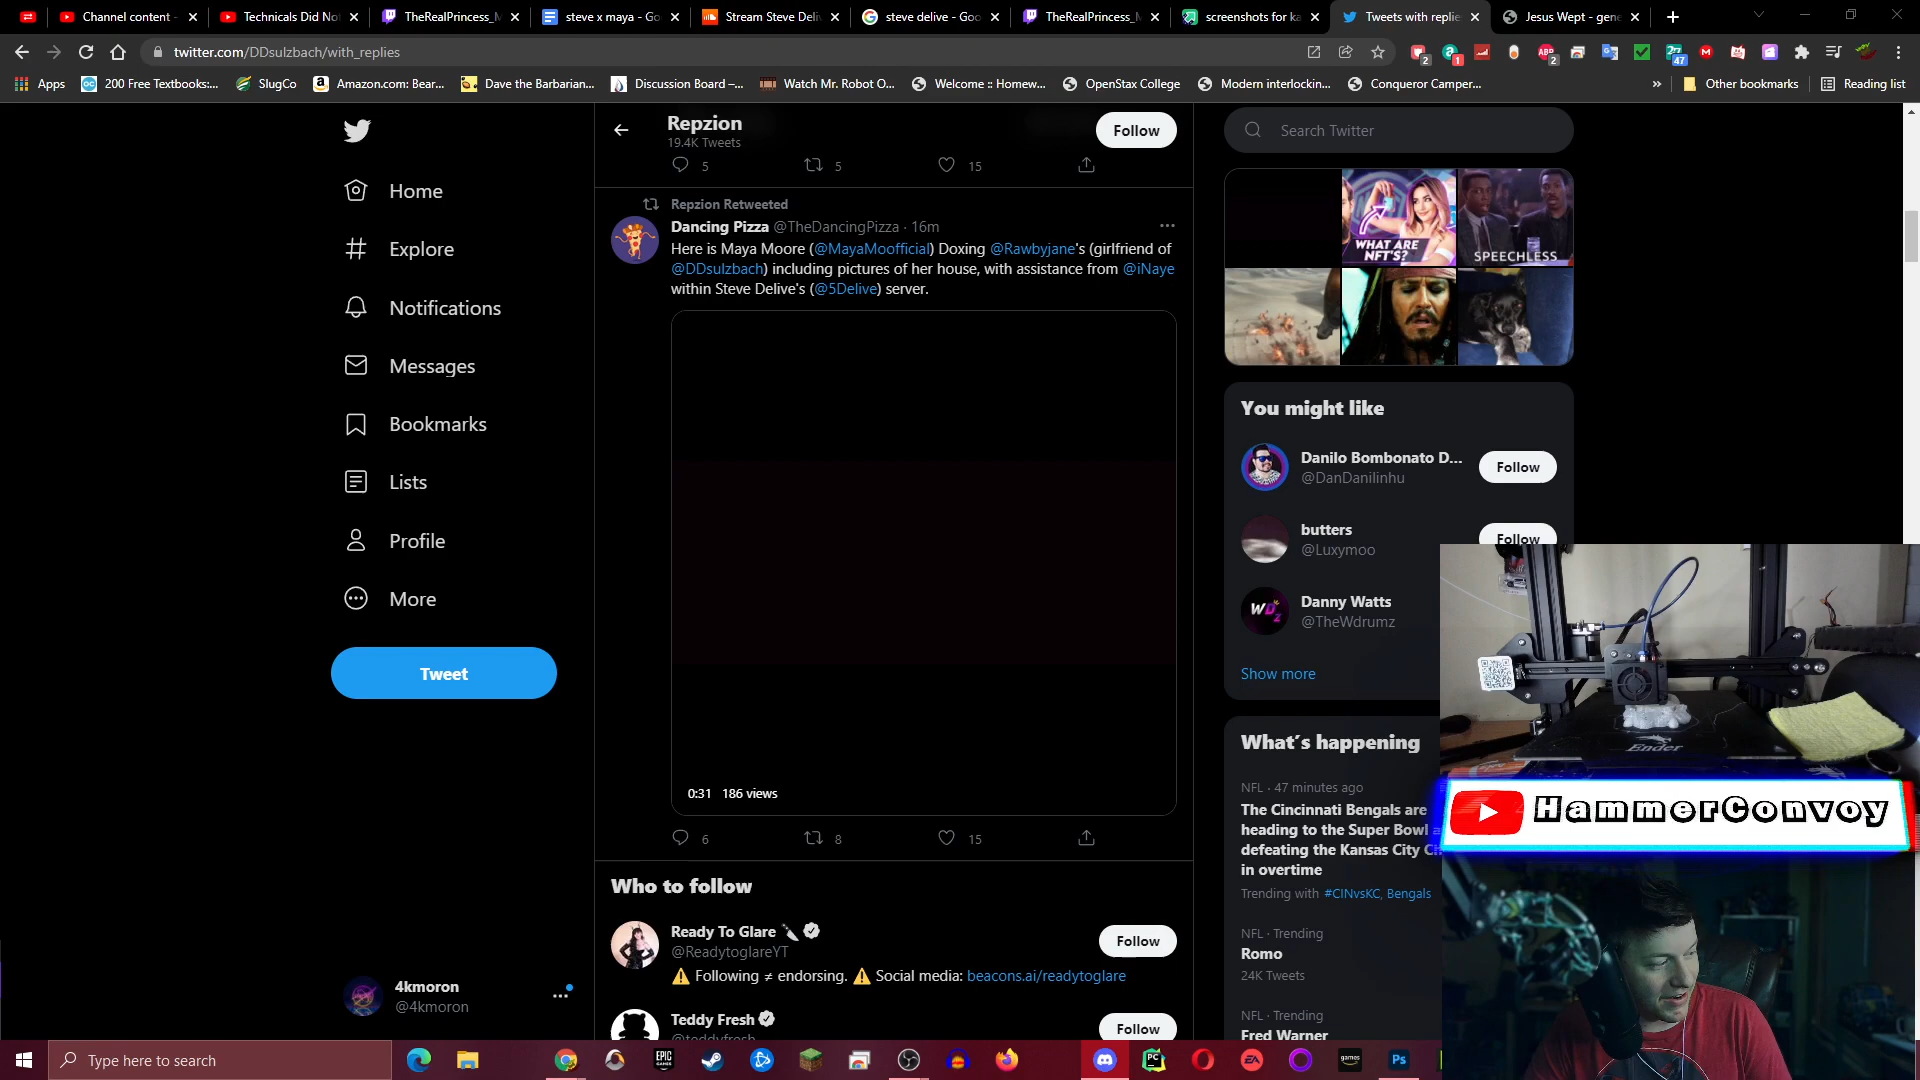 Channel content -
Technicals Did No
TheRealPrincess_M
steve x maya - Go
Stream Steve Deliv
steve delive - Goo
TheRealPrincess_M
screenshots for ka
Tweets with replie
Jesus Wept - gene
twitter.com/DDsulzbach/with_replies
Apps
200 Free Textbooks:...
SlugCo
Amazon.com: Bear...
Dave the Barbarian...
Discussion Board –...
Watch Mr. Robot O...
Welcome :: Homew...
OpenStax College
Modern interlockin...
Conqueror Camper...
»
Other bookmarks
Reading list
Home
Explore
Notifications
Messages
Bookmarks
Lists
Profile
More
Tweet
4kmoron
@4kmoron
Repzion
19.4K Tweets
Follow
5 5 15
Repzion Retweeted
Dancing Pizza @TheDancingPizza · 16m
Here is Maya Moore (@MayaMoofficial) Doxing @Rawbyjane's (girlfriend of
@DDsulzbach) including pictures of her house, with assistance from @iNaye
within Steve Delive's (@5Delive) server.
0:31 186 views
6 8 15
Who to follow
Ready To Glare
@ReadytoglareYT
Follow
⚠️ Following ≠ endorsing. ⚠️ Social media: beacons.ai/readytoglare
Teddy Fresh
@teddyfresh
Follow
Search Twitter
WHAT ARE
NFT'S?
SPEECHLESS
You might like
Danilo Bombonato D...
@DanDanilinhu
Follow
butters
@Luxymoo
Follow
Danny Watts
@TheWdrumz
Show more
What's happening
NFL · 47 minutes ago
The Cincinnati Bengals are
heading to the Super Bowl a
defeating the Kansas City Ch
in overtime
Trending with #CINvsKC, Bengals
NFL · Trending
Romo
24K Tweets
NFL · Trending
Fred Warner
Ender
HammerConvoy
Type here to search